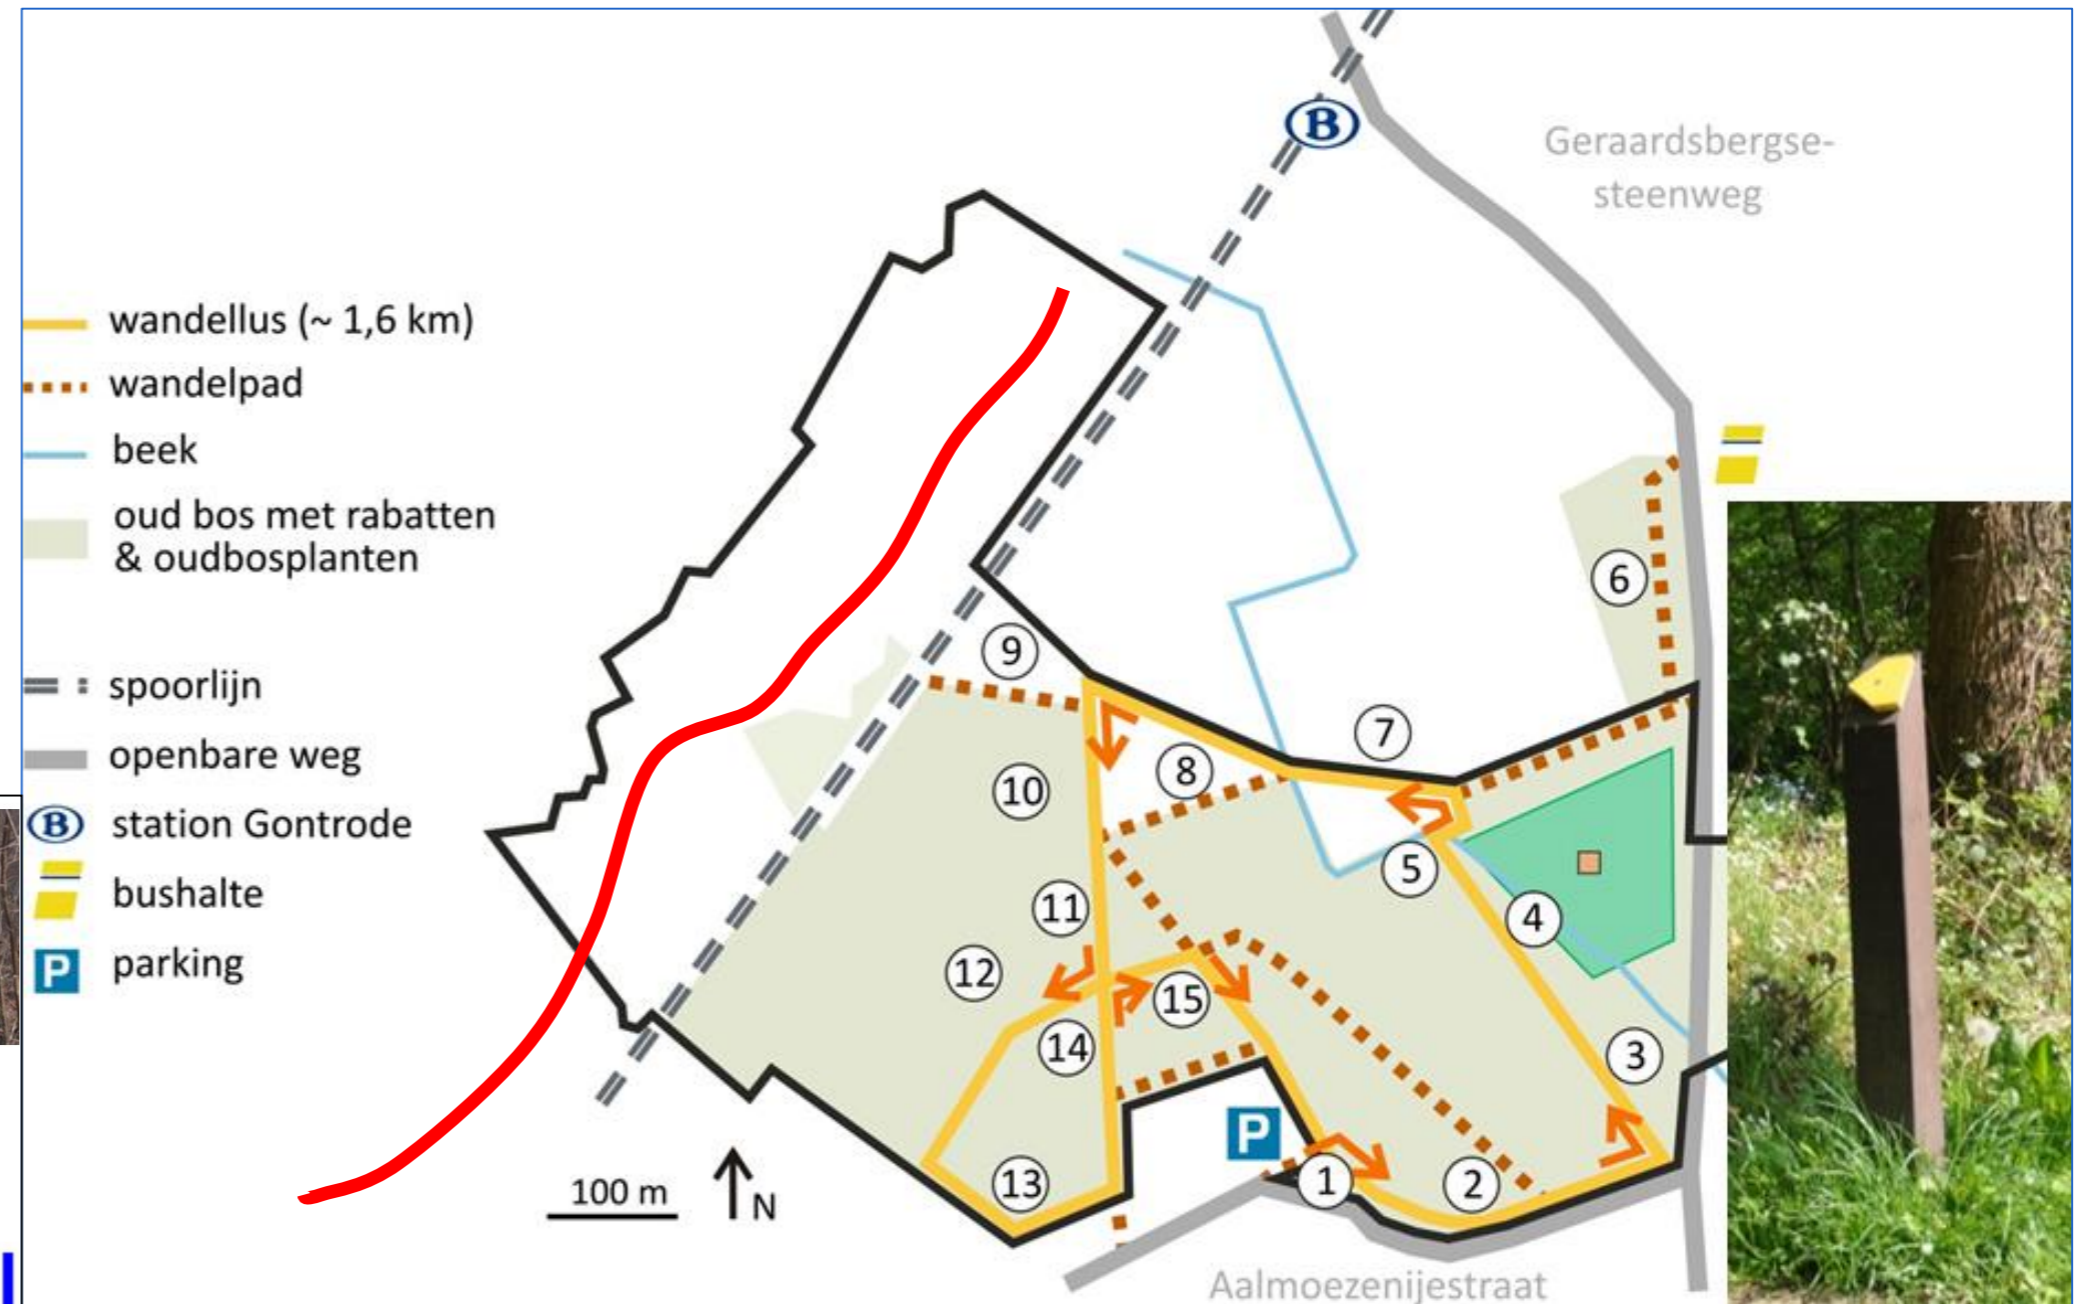 wandellus (~ 1,6 km)
wandelpad
beek
oud bos met rabatten
& oudbosplanten
spoorlijn
openbare weg
B station Gontrode
bushalte
P parking
B
Geraardsbergse-
steenweg
6
9
7
8
10
5
11
4
12
15
14
3
P
13
1
2
100 m
N
Aalmoezenijestraat